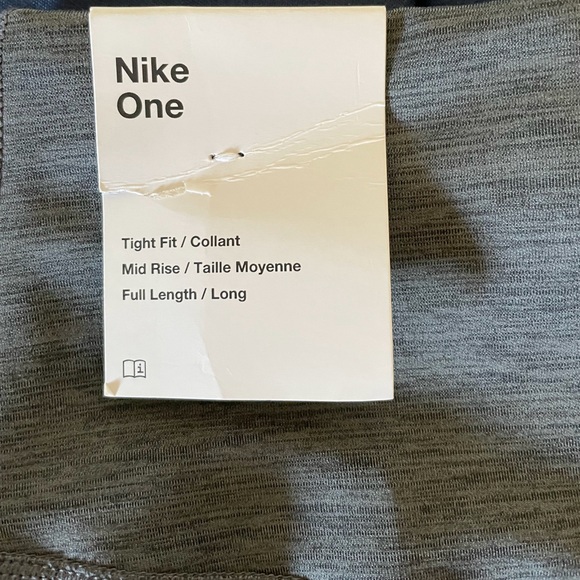 Nike
One
Tight Fit / Collant
Mid Rise / Taille Moyenne
Full Length / Long
i